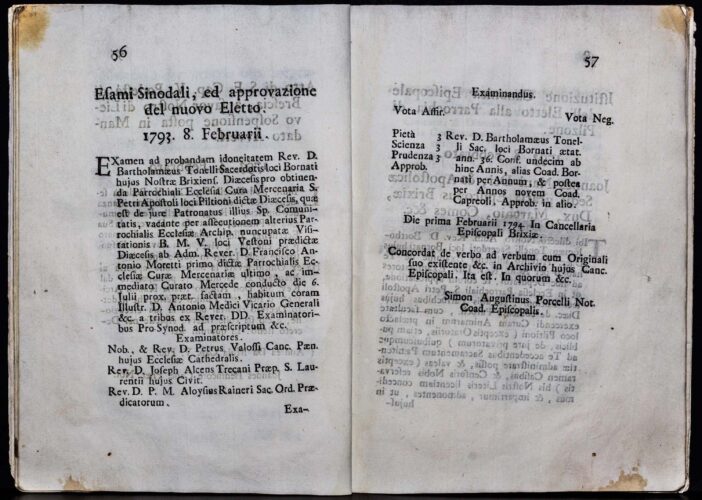 56
Esami Sinodali, ed approvazione
del nuovo Eletto.
1793. 8. Februarii.
EXamen ad probandam idoneitatem Rev. D.
Bartholamæus Tonelli Sacerdotis loci Bornati
hujus Nostræ Brixiens. Diæcesis pro obtinen-
da Parrochiali Ecclesia Cura Mercenaria S.
Petri Apostoli loci Piltioni dictæ Diæcesis, quæ
est de jure Patronatus illius Sp. Communi-
tatis, vacante per assecutionem alterius Par-
rochialis Ecclesiæ Archip. nuncupatæ Visi-
tationis B. M. V. loci Vestoni prædictæ
Diæcesis ab Adm. Rever. D. Francisco An-
tonio Moretti primo dictæ Parrochialis Ec-
clesiæ Curæ Mercenariæ ultimo, ac im-
mediato Curato Mercede conducto die 6.
Julii prox. præt. factam, habitum coram
Illustr. D. Antonio Medici Vicario Generali
&c. a tribus ex Rever. DD. Examinatori-
bus Pro Synod. ad præscriptum &c.
Examinatores.
Nob. & Rev. D. Petrus Valossi Canc. Pæn.
hujus Ecclesiæ Cathedralis.
Rev. D. Joseph Alcens Trecani Præp. S. Lau-
rentii hujus Civit.
Rev. D. P. M. Aloysius Raineri Sac. Ord. Præ-
dicatorum.
Exa-
57
Examinandus.
Vota Affir. Vota Neg.
Pietà 3 Rev. D. Bartholamæus Tonel-
Scienza 3 li Sac. loci Bornati ætat.
Prudenza 3 ann. 36. Conf. undecim ab
Approb. hinc Annis, alias Coad. Bor-
nati per Annum, & postea
per Annos novem Coad.
Capreoli, Approb. in alio.
Die prima Februarii 1794. In Cancellaria
Episcopali Brixiæ.
Concordat de verbo ad verbum cum Originali
suo existente &c. in Archivio hujus Canc.
Episcopali. Ita est. In quorum &c.
Simon Augustinus Porcelli Not.
Coad. Episcopalis.